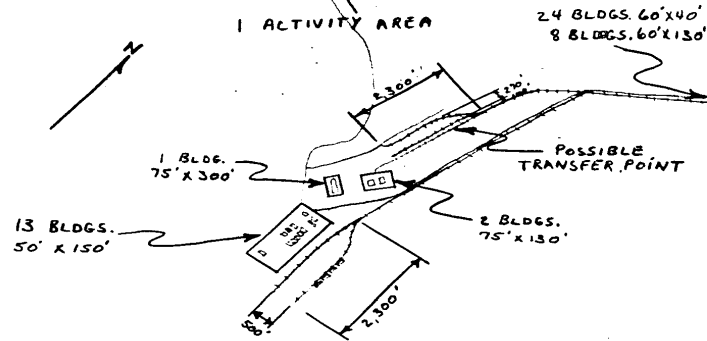 1 ACTIVITY AREA
24 BLDGS. 60'X40'
8 BLDGS. 60'X130'
N
2,300'
270'
POSSIBLE
TRANSFER POINT
1 BLDG.
75' X 300'
2 BLDGS.
75' X 130'
13 BLDGS.
50' X 150'
500'
2,300'